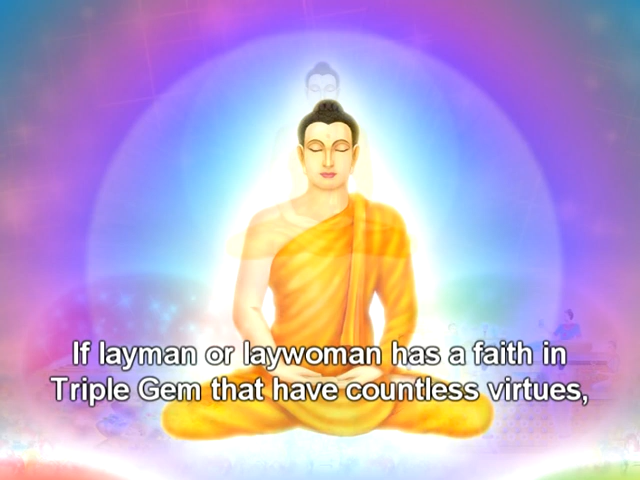 If layman or laywoman has a faith in
Triple Gem that have countless virtues,